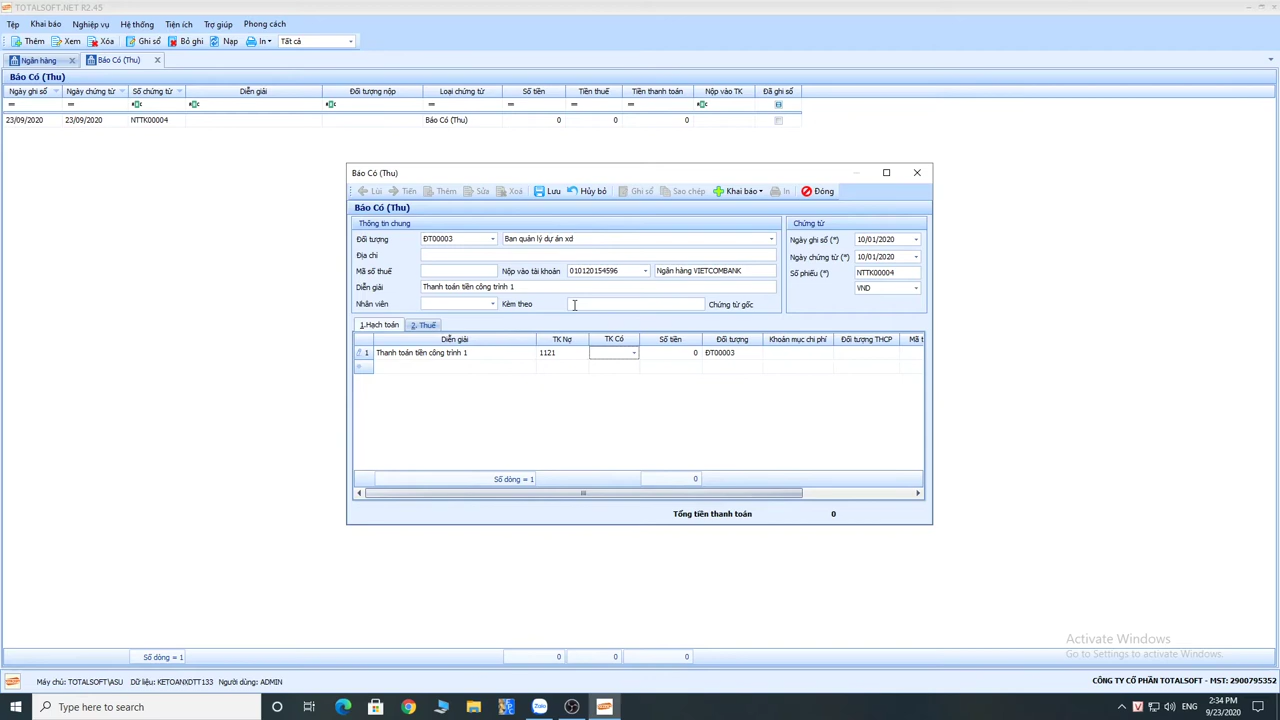 TOTALSOFT.NET R2.45
Tệp Khai báo Nghiệp vụ Hệ thống Tiện ích Trợ giúp Phong cách
Thêm Xem Xóa Ghi sổ Bỏ ghi Nạp In Tất cả
Ngân hàng Báo Có (Thu)
Báo Có (Thu)
Ngày ghi sổ Ngày chứng từ Số chứng từ Diễn giải Đối tượng nộp Loại chứng từ Số tiền Tiền thuế Tiền thanh toán Nộp vào TK Đã ghi sổ
23/09/2020 23/09/2020 NTTK00004 Báo Có (Thu) 0 0 0
Báo Có (Thu)
Lùi Tiến Thêm Sửa Xoá Lưu Hủy bỏ Ghi sổ Sao chép Khai báo In Đóng
Báo Có (Thu)
Thông tin chung Chứng từ
Đối tượng ĐT00003 Ban quản lý dự án xd Ngày ghi sổ (*) 10/01/2020
Địa chỉ Ngày chứng từ (*) 10/01/2020
Mã số thuế Nộp vào tài khoản 010120154596 Ngân hàng VIETCOMBANK Số phiếu (*) NTTK00004
Diễn giải Thanh toán tiền công trình 1 VND
Nhân viên Kèm theo Chứng từ gốc
1.Hạch toán 2. Thuế
Diễn giải TK Nợ TK Có Số tiền Đối tượng Khoản mục chi phí Đối tượng THCP Mã t
1 Thanh toán tiền công trình 1 1121 0 ĐT00003
Số dòng = 1 0
Tổng tiền thanh toán 0
Activate Windows
Go to Settings to activate Windows.
Số dòng = 1 0 0 0
Máy chủ: TOTALSOFT\ASU Dữ liệu: KETOANXDTT133 Người dùng: ADMIN CÔNG TY CỔ PHẦN TOTALSOFT - MST: 2900795352
Type here to search Zalo ENG 2:34 PM
9/23/2020